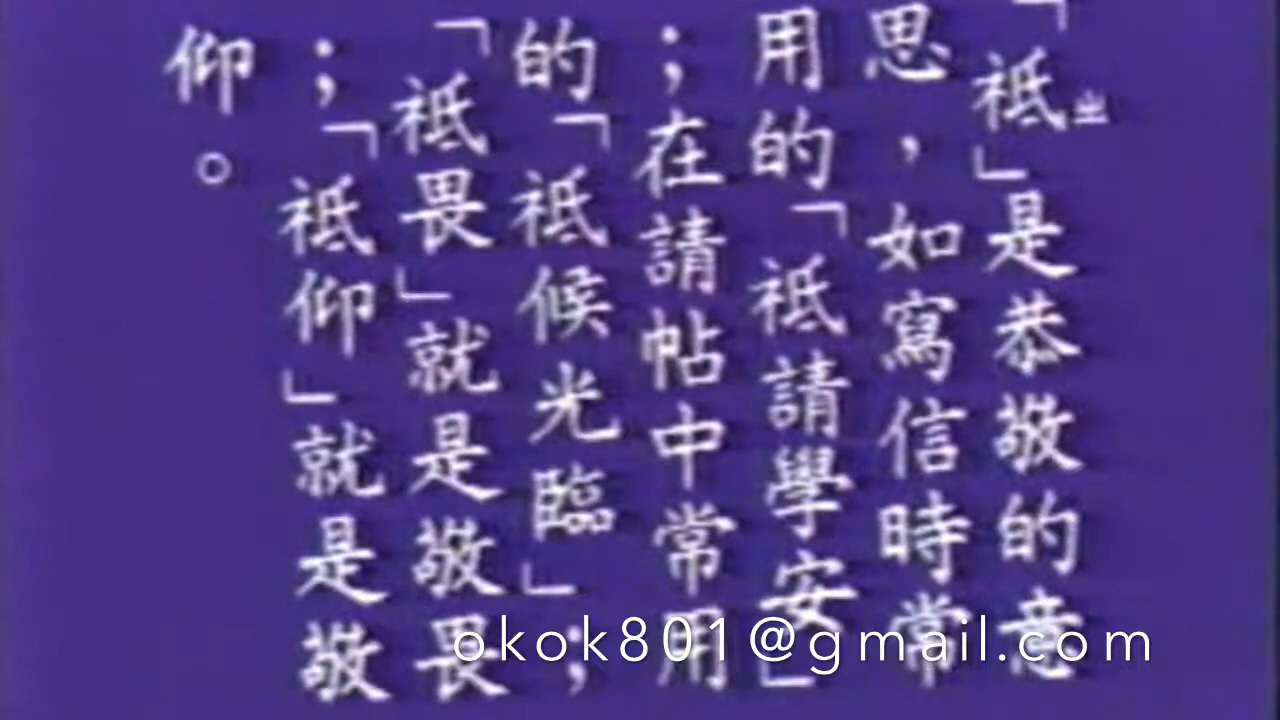 「祗ㄓ」是恭敬的意
思，如寫信時常
用的「祗請學安」
；在請帖中常用
的「祗候光臨」；
「祗畏」就是敬畏
；「祗仰」就是敬
仰。
okok801@gmail.com